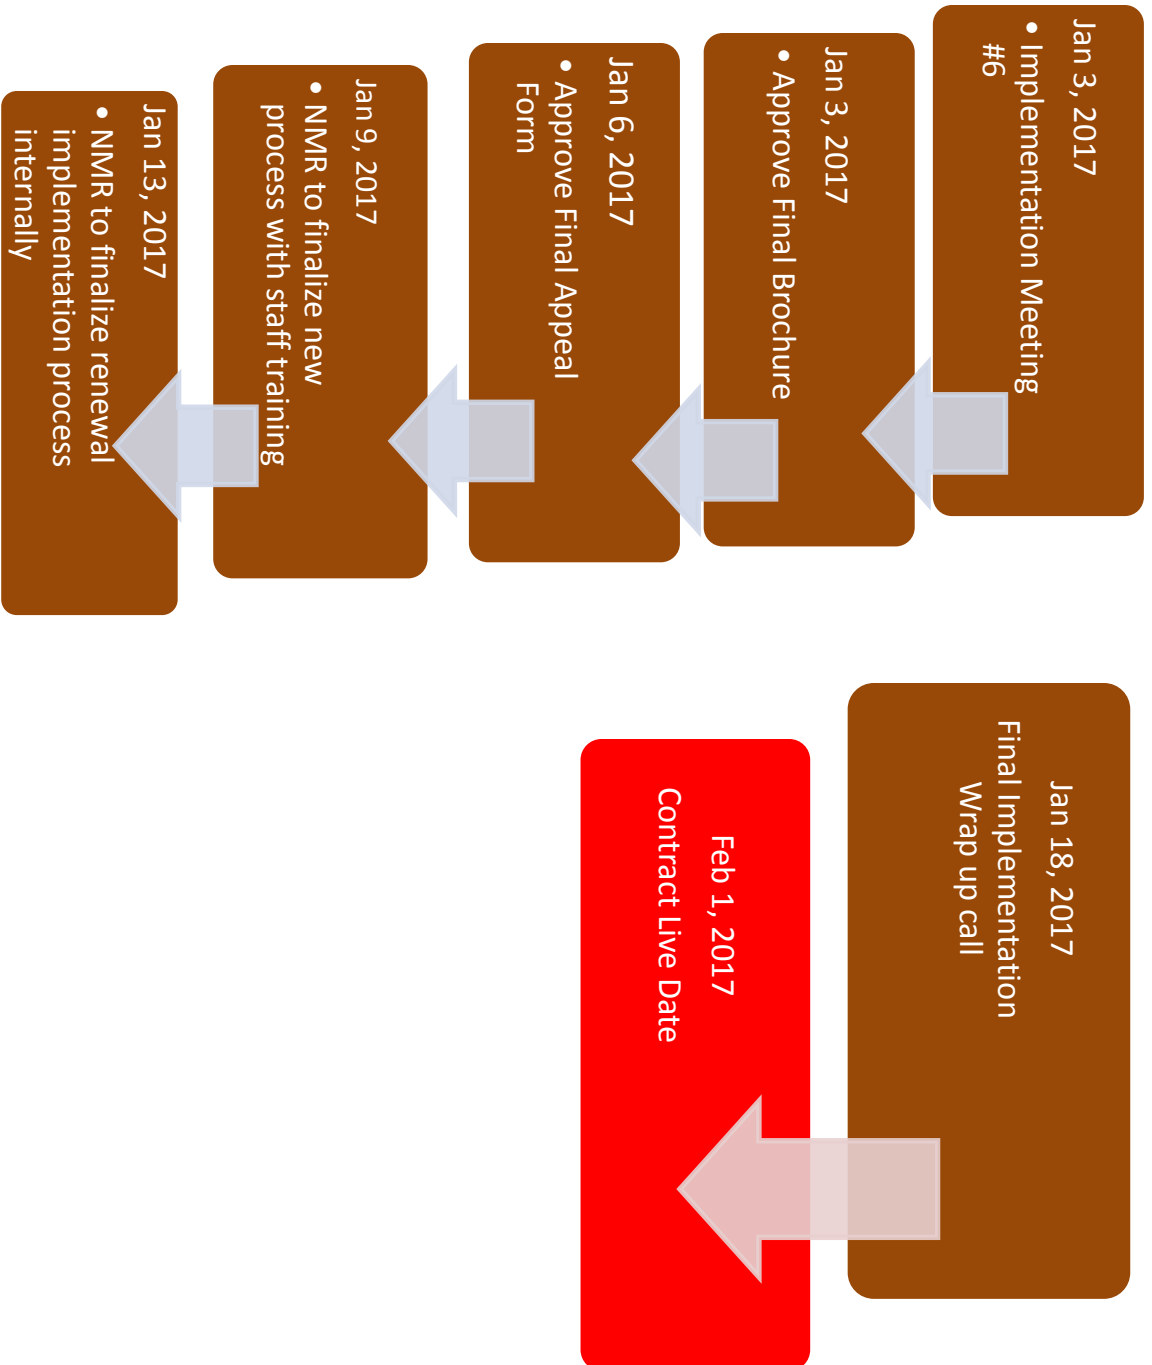 Jan 3, 2017
• Implementation Meeting
#6
Jan 3, 2017
• Approve Final Brochure
Jan 6, 2017
• Approve Final Appeal
Form
Jan 9, 2017
• NMR to finalize new
process with staff training
Jan 13, 2017
• NMR to finalize renewal
implementation process
internally
Jan 18, 2017
Final Implementation
Wrap up call
Feb 1, 2017
Contract Live Date